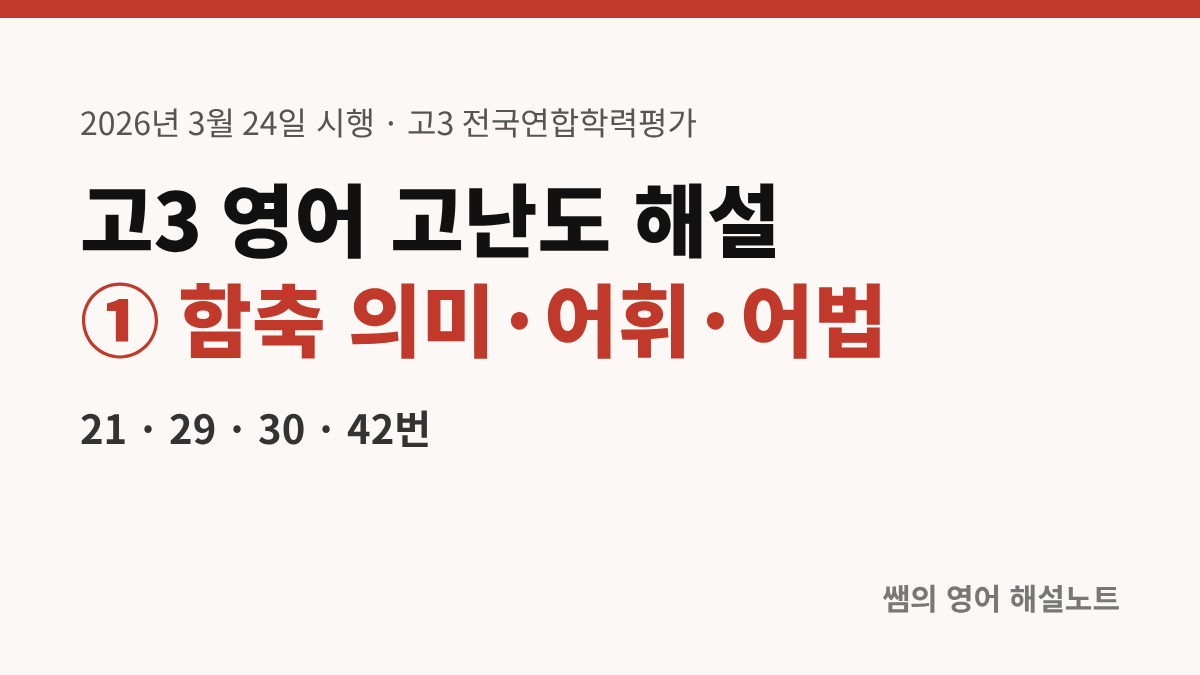 2026년 3월 24일 시행 · 고3 전국연합학력평가
고3 영어 고난도 해설
① 함축 의미·어휘·어법
21 · 29 · 30 · 42번
쌤의 영어 해설노트